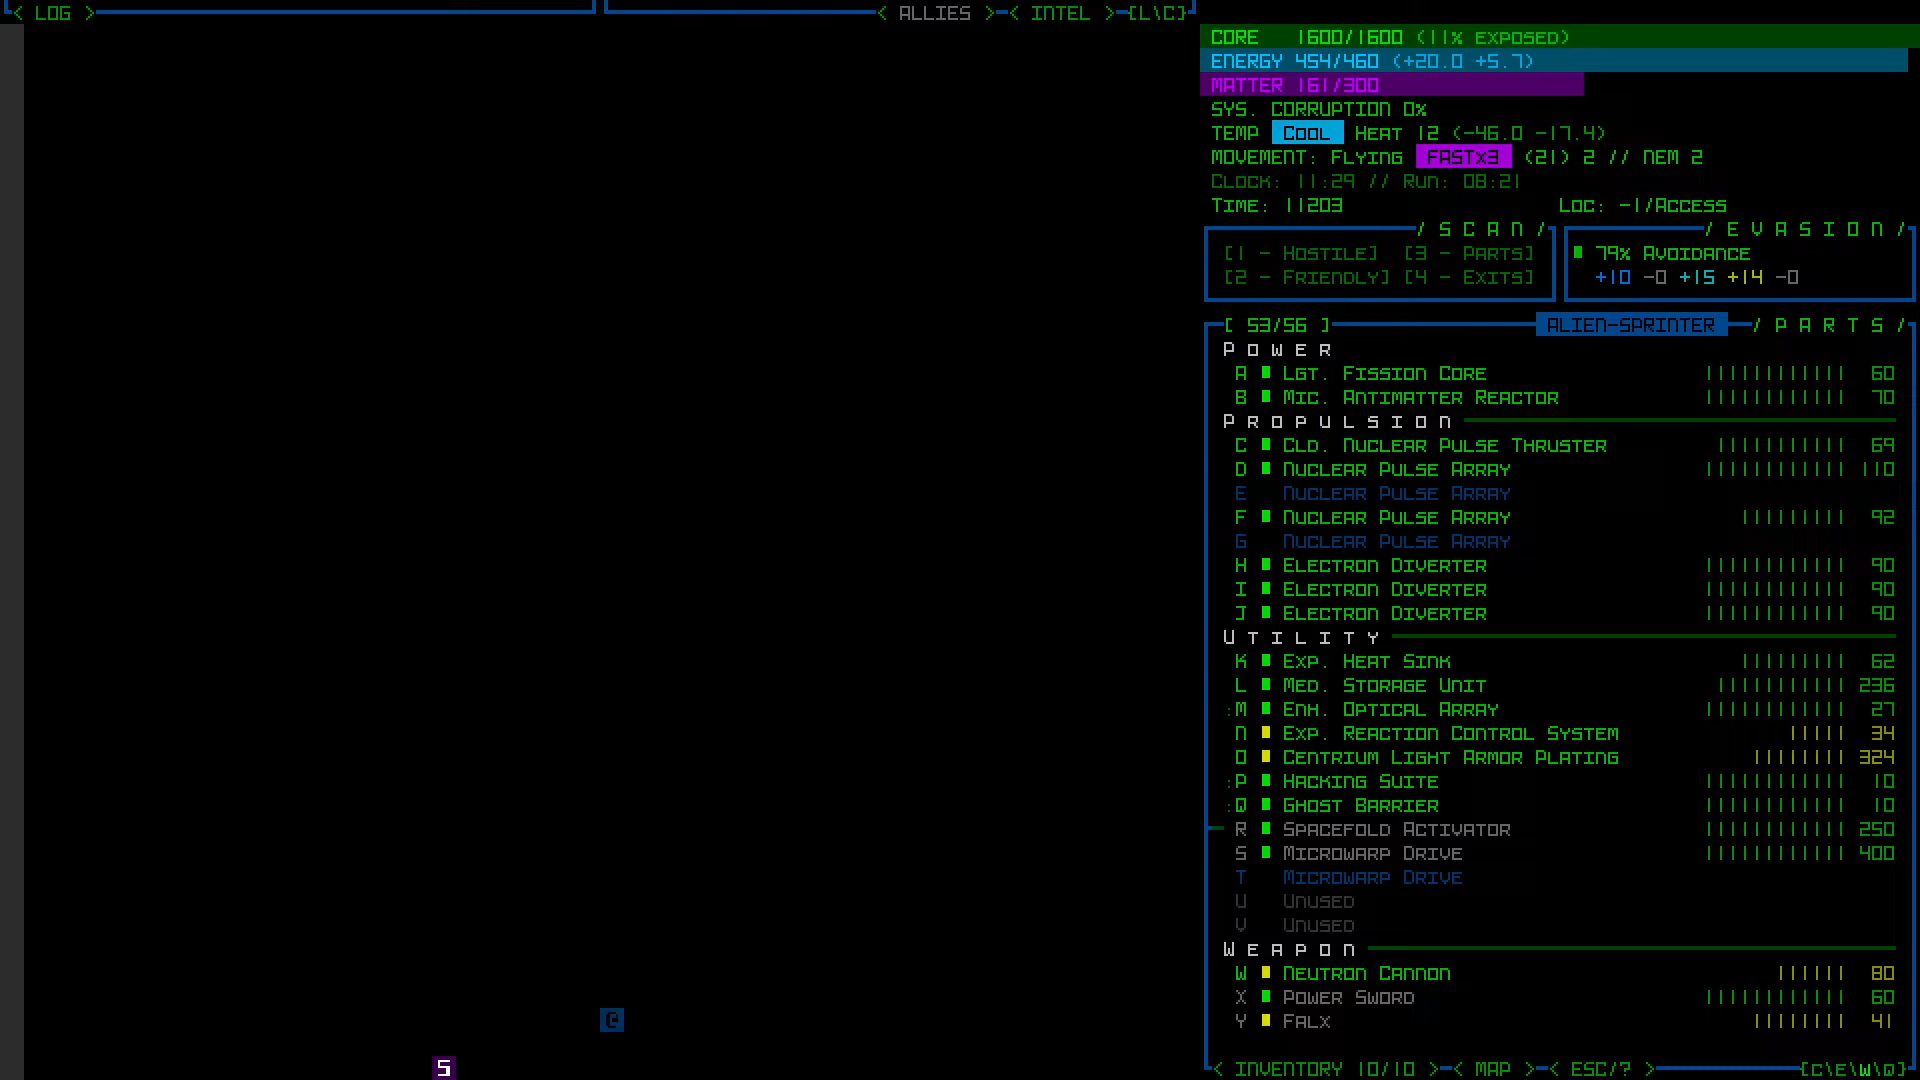 < LOG > < ALLIES > < INTEL > [L\C]
CORE 1600/1600 (11% EXPOSED)
ENERGY 454/460 (+20.0 +5.7)
MATTER 161/300
SYS. CORRUPTION 0%
TEMP COOL HEAT 12 (-46.0 -17.4)
MOVEMENT: FLYING FASTx3 (21) 2 // NEM 2
CLOCK: 11:29 // RUN: 08:21
TIME: 11203 LOC: -1/ACCESS
/ S C A N / / E V A S I O N /
[1 - HOSTILE] [3 - PARTS] 79% AVOIDANCE
[2 - FRIENDLY] [4 - EXITS] +10 -0 +15 +14 -0
[ 53/56 ] ALIEN-SPRINTER / P A R T S /
P O W E R
A LGT. FISSION CORE 60
B MIC. ANTIMATTER REACTOR 70
P R O P U L S I O N
C CLD. NUCLEAR PULSE THRUSTER 69
D NUCLEAR PULSE ARRAY 110
E NUCLEAR PULSE ARRAY
F NUCLEAR PULSE ARRAY 92
G NUCLEAR PULSE ARRAY
H ELECTRON DIVERTER 90
I ELECTRON DIVERTER 90
J ELECTRON DIVERTER 90
U T I L I T Y
K EXP. HEAT SINK 62
L MED. STORAGE UNIT 236
:M ENH. OPTICAL ARRAY 27
N EXP. REACTION CONTROL SYSTEM 34
O CENTRIUM LIGHT ARMOR PLATING 324
:P HACKING SUITE 10
:Q GHOST BARRIER 10
R SPACEFOLD ACTIVATOR 250
S MICROWARP DRIVE 400
T MICROWARP DRIVE
U UNUSED
V UNUSED
W E A P O N
W NEUTRON CANNON 80
X POWER SWORD 60
Y FALX 41
@
S
< INVENTORY 10/10 > < MAP > < ESC/? > [C\E\W\Q]